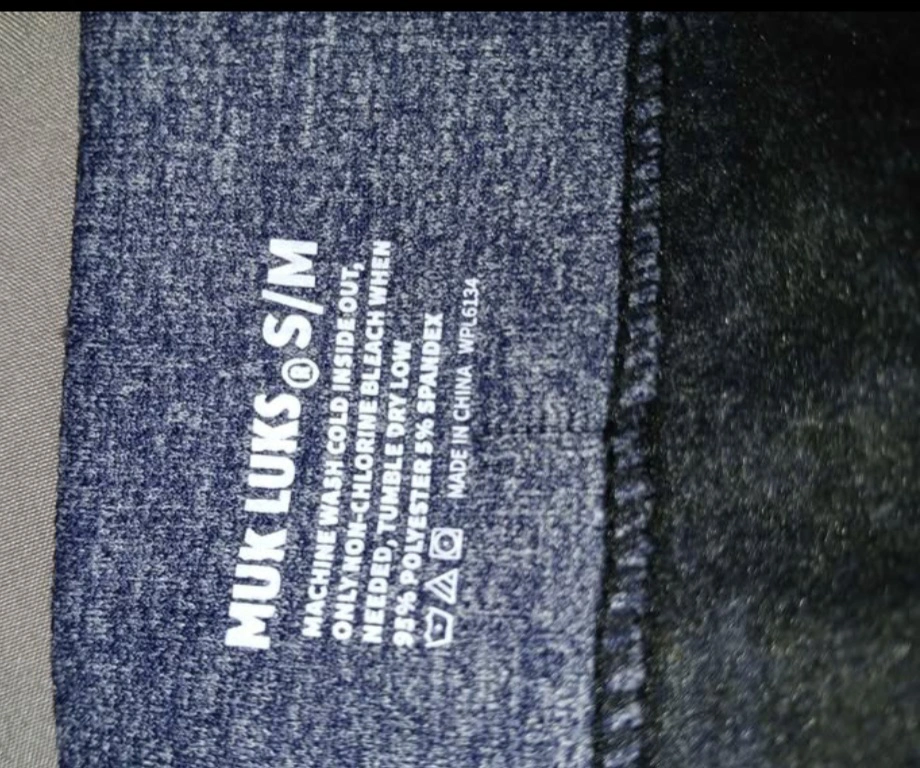 MUK LUKS® S/M
MACHINE WASH COLD INSIDE OUT,
ONLY NON-CHLORINE BLEACH WHEN
NEEDED, TUMBLE DRY LOW
95% POLYESTER 5% SPANDEX
MADE IN CHINA WPL6134